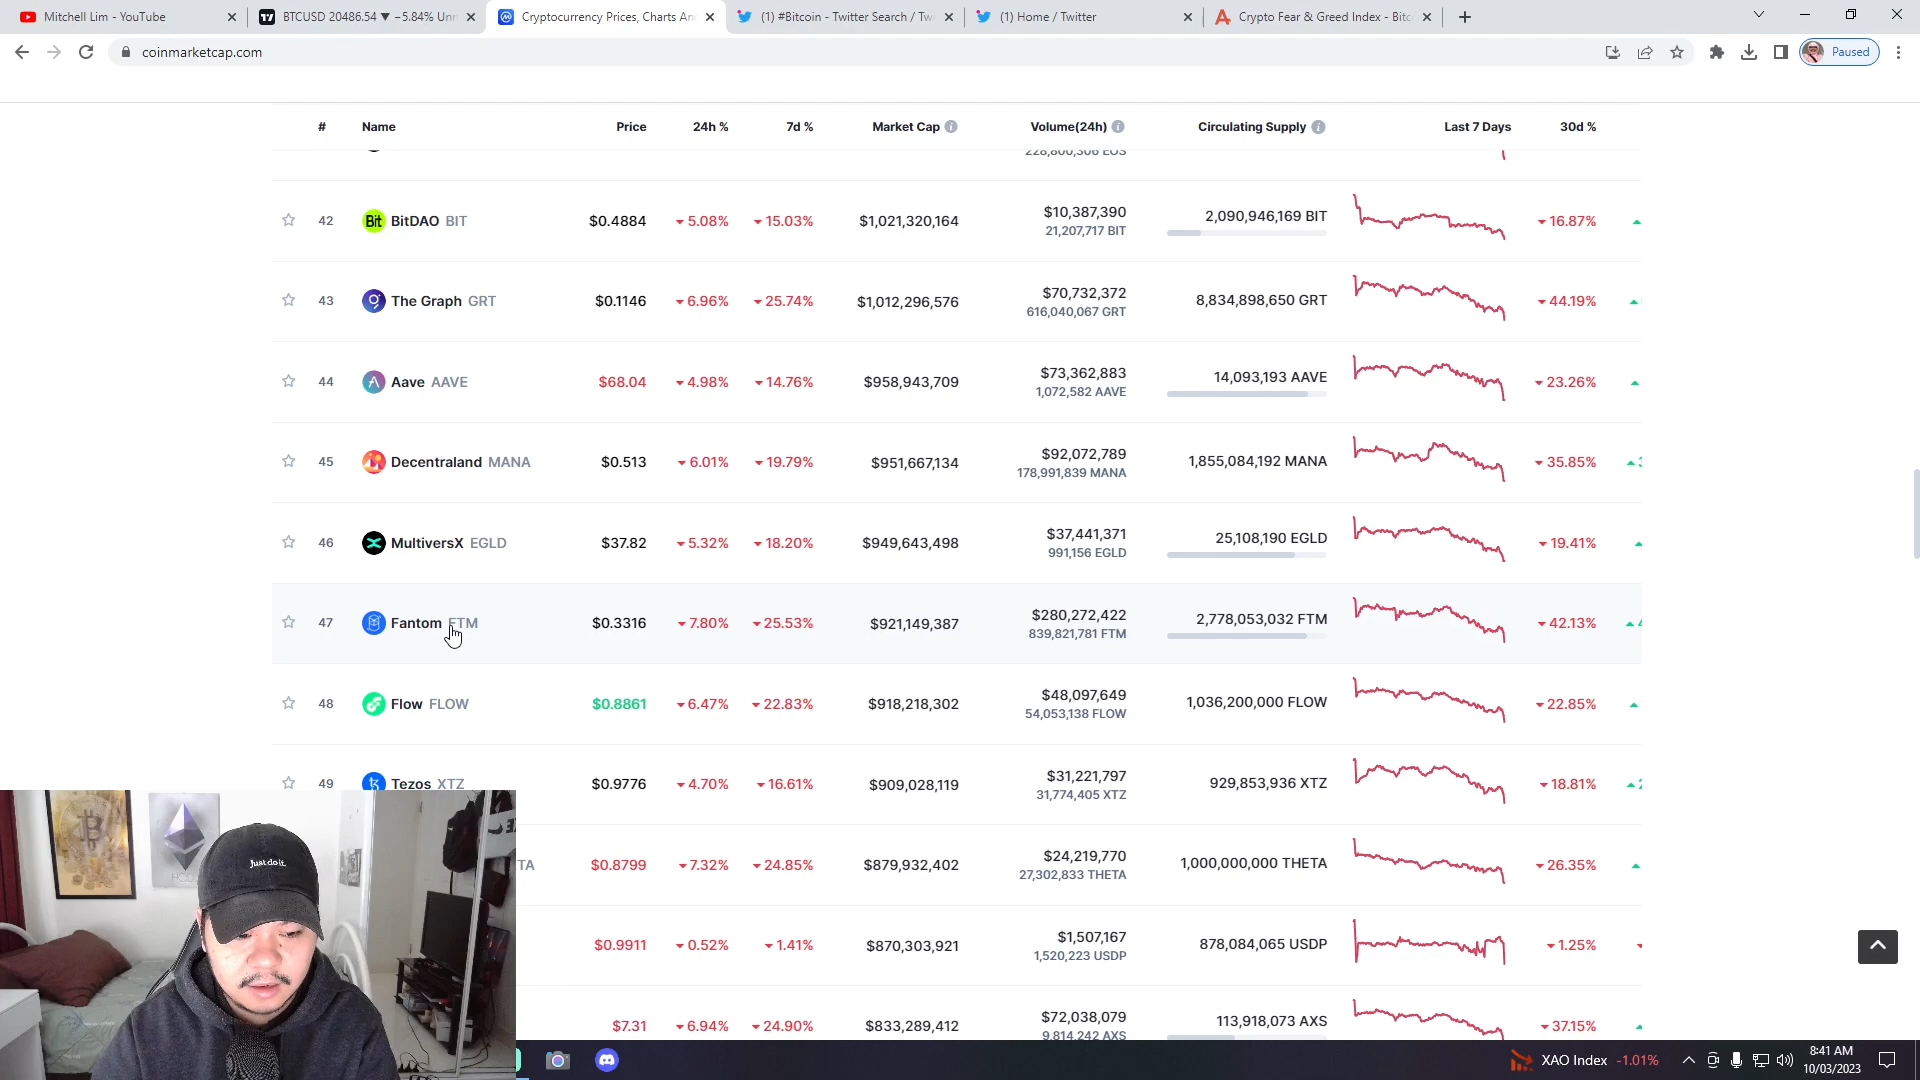 Mitchell Lim - YouTube
BTCUSD 20486.54 ▼ −5.84% Unn
Cryptocurrency Prices, Charts An
(1) #Bitcoin - Twitter Search / Tw
(1) Home / Twitter
Crypto Fear & Greed Index - Bitc
coinmarketcap.com
Paused
# Name Price 24h % 7d % Market Cap Volume(24h) Circulating Supply Last 7 Days 30d %
228,800,306 EOS
42 BitDAO BIT $0.4884 5.08% 15.03% $1,021,320,164 $10,387,390 2,090,946,169 BIT 16.87%
21,207,717 BIT
43 The Graph GRT $0.1146 6.96% 25.74% $1,012,296,576 $70,732,372 8,834,898,650 GRT 44.19%
616,040,067 GRT
44 Aave AAVE $68.04 4.98% 14.76% $958,943,709 $73,362,883 14,093,193 AAVE 23.26%
1,072,582 AAVE
45 Decentraland MANA $0.513 6.01% 19.79% $951,667,134 $92,072,789 1,855,084,192 MANA 35.85%
178,991,839 MANA
46 MultiversX EGLD $37.82 5.32% 18.20% $949,643,498 $37,441,371 25,108,190 EGLD 19.41%
991,156 EGLD
47 Fantom FTM $0.3316 7.80% 25.53% $921,149,387 $280,272,422 2,778,053,032 FTM 42.13%
839,821,781 FTM
48 Flow FLOW $0.8861 6.47% 22.83% $918,218,302 $48,097,649 1,036,200,000 FLOW 22.85%
54,053,138 FLOW
49 Tezos XTZ $0.9776 4.70% 16.61% $909,028,119 $31,221,797 929,853,936 XTZ 18.81%
31,774,405 XTZ
TA $0.8799 7.32% 24.85% $879,932,402 $24,219,770 1,000,000,000 THETA 26.35%
27,302,833 THETA
$0.9911 0.52% 1.41% $870,303,921 $1,507,167 878,084,065 USDP 1.25%
1,520,223 USDP
$7.31 6.94% 24.90% $833,289,412 $72,038,079 113,918,073 AXS 37.15%
9,814,242 AXS
Just do it.
XAO Index -1.01%
8:41 AM
10/03/2023